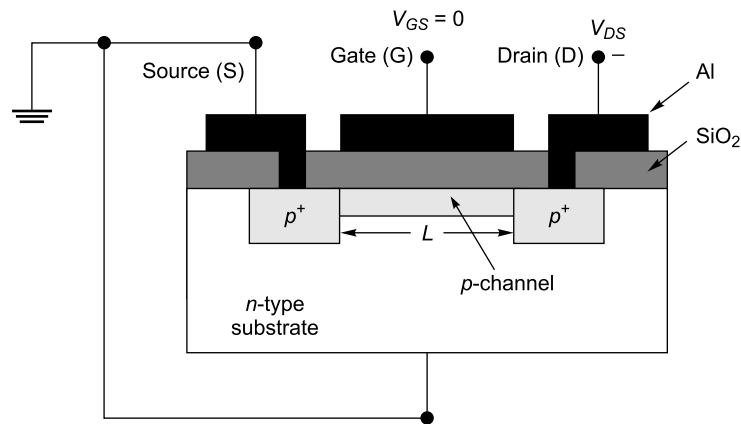 V_GS = 0
V_DS
Source (S)
Gate (G)
Drain (D)
–
Al
SiO₂
p⁺
p⁺
L
p-channel
n-type
substrate